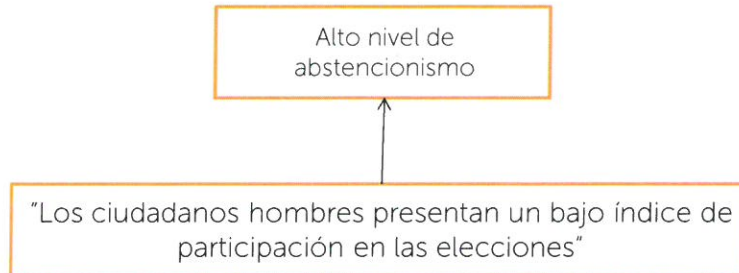 Alto nivel de
abstencionismo
"Los ciudadanos hombres presentan un bajo índice de
participación en las elecciones"